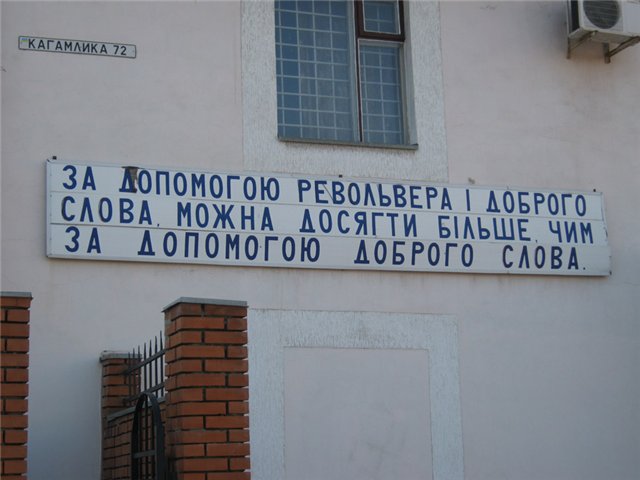 КАГАМЛИКА 72
ЗА ДОПОМОГОЮ РЕВОЛЬВЕРА І ДОБРОГО
СЛОВА, МОЖНА ДОСЯГТИ БІЛЬШЕ, ЧИМ
ЗА ДОПОМОГОЮ ДОБРОГО СЛОВА.